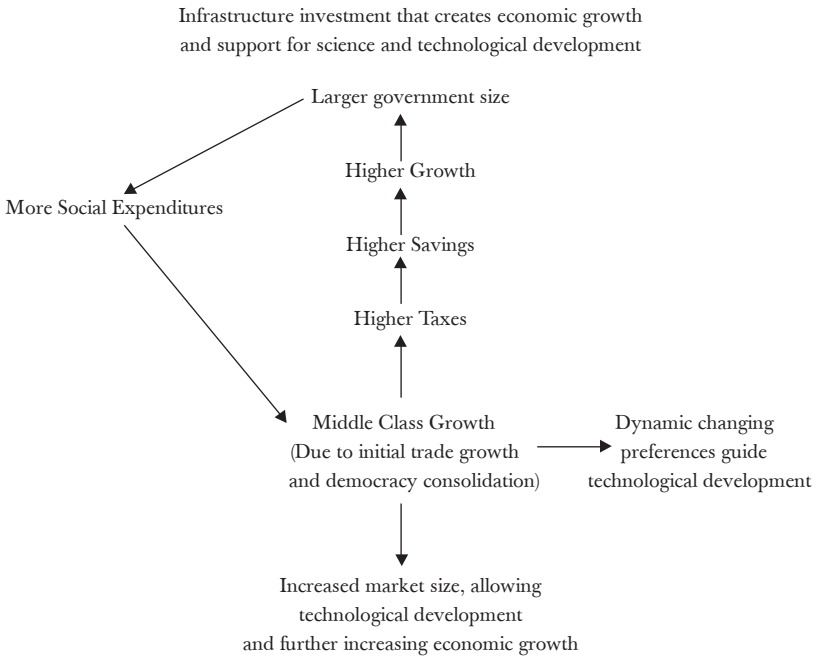 Infrastructure investment that creates economic growth
and support for science and technological development
Larger government size
Higher Growth
More Social Expenditures
Higher Savings
Higher Taxes
Middle Class Growth
(Due to initial trade growth
and democracy consolidation)
Dynamic changing
preferences guide
technological development
Increased market size, allowing
technological development
and further increasing economic growth